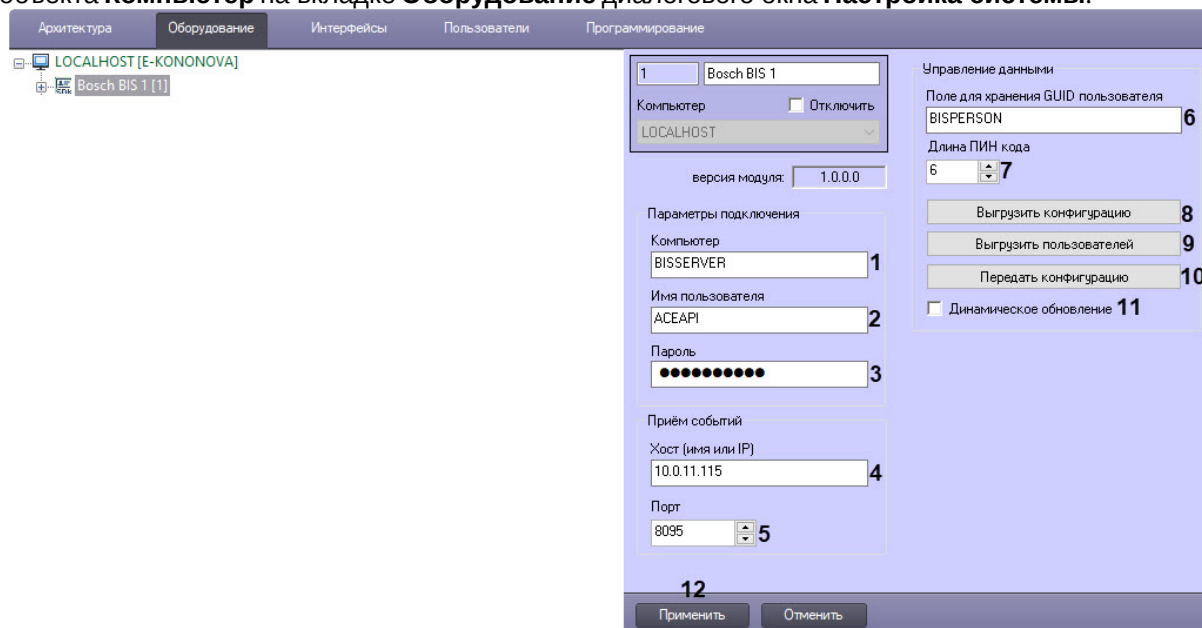 объекта Компьютер на вкладке Оборудование диалогового окна Настройка системы.
Архитектура Оборудование Интерфейсы Пользователи Программирование
LOCALHOST [E-KONONOVA]
Bosch BIS 1 [1]
1 Bosch BIS 1
Компьютер Отключить
LOCALHOST
версия модуля: 1.0.0.0
Параметры подключения
Компьютер
BISSERVER 1
Имя пользователя
ACEAPI 2
Пароль
●●●●●●●●●● 3
Приём событий
Хост (имя или IP)
10.0.11.115 4
Порт
8095 5
Управление данными
Поле для хранения GUID пользователя
BISPERSON 6
Длина ПИН кода
6 7
Выгрузить конфигурацию 8
Выгрузить пользователей 9
Передать конфигурацию 10
Динамическое обновление 11
12
Применить Отменить